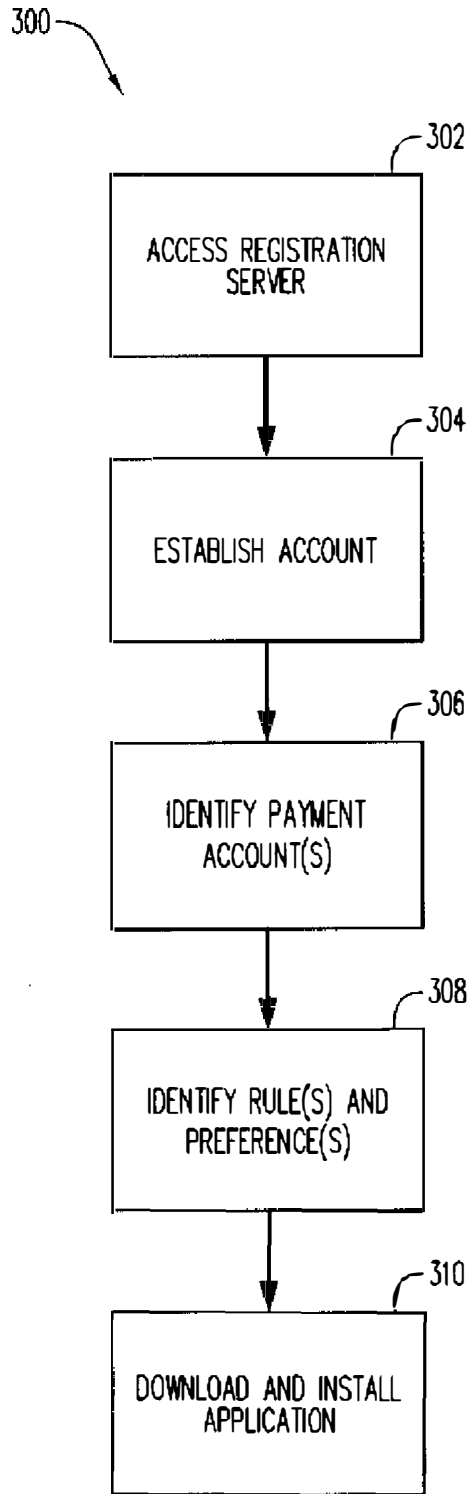 300
302
ACCESS REGISTRATION
SERVER
304
ESTABLISH ACCOUNT
306
IDENTIFY PAYMENT
ACCOUNT(S)
308
IDENTIFY RULE(S) AND
PREFERENCE(S)
310
DOWNLOAD AND INSTALL
APPLICATION